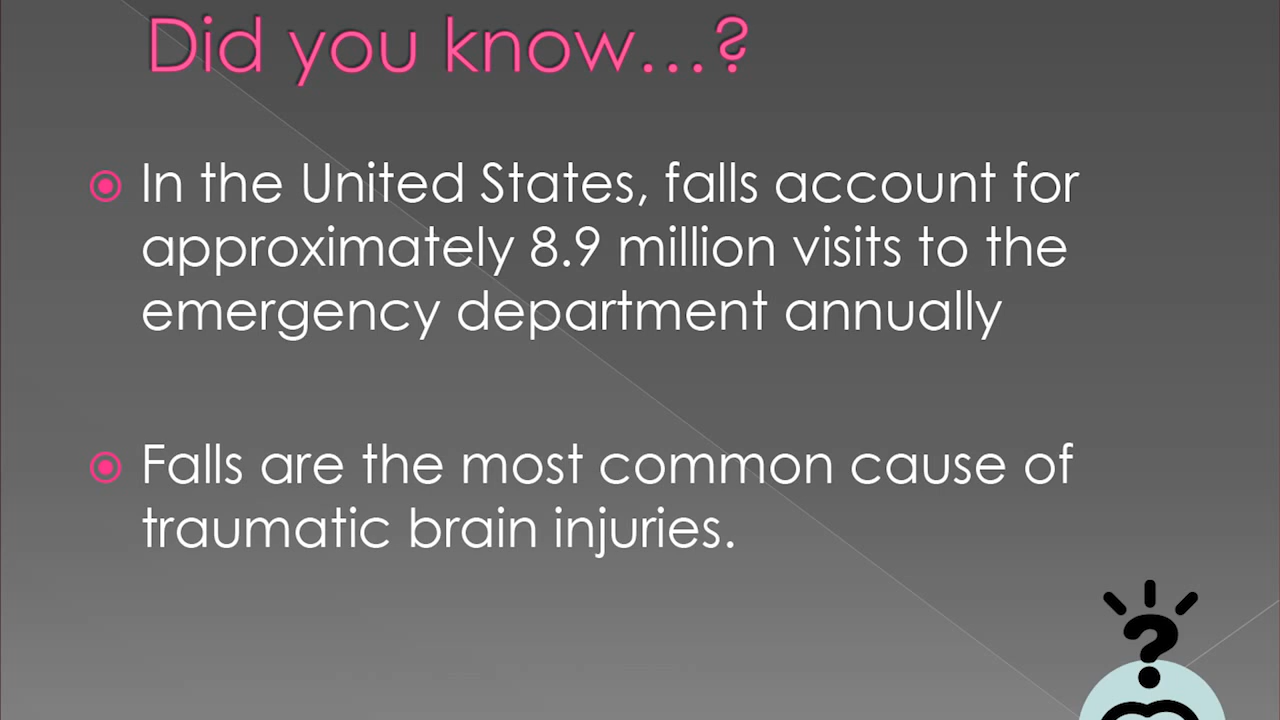 Did you know...?
In the United States, falls account for
approximately 8.9 million visits to the
emergency department annually
Falls are the most common cause of
traumatic brain injuries.
?